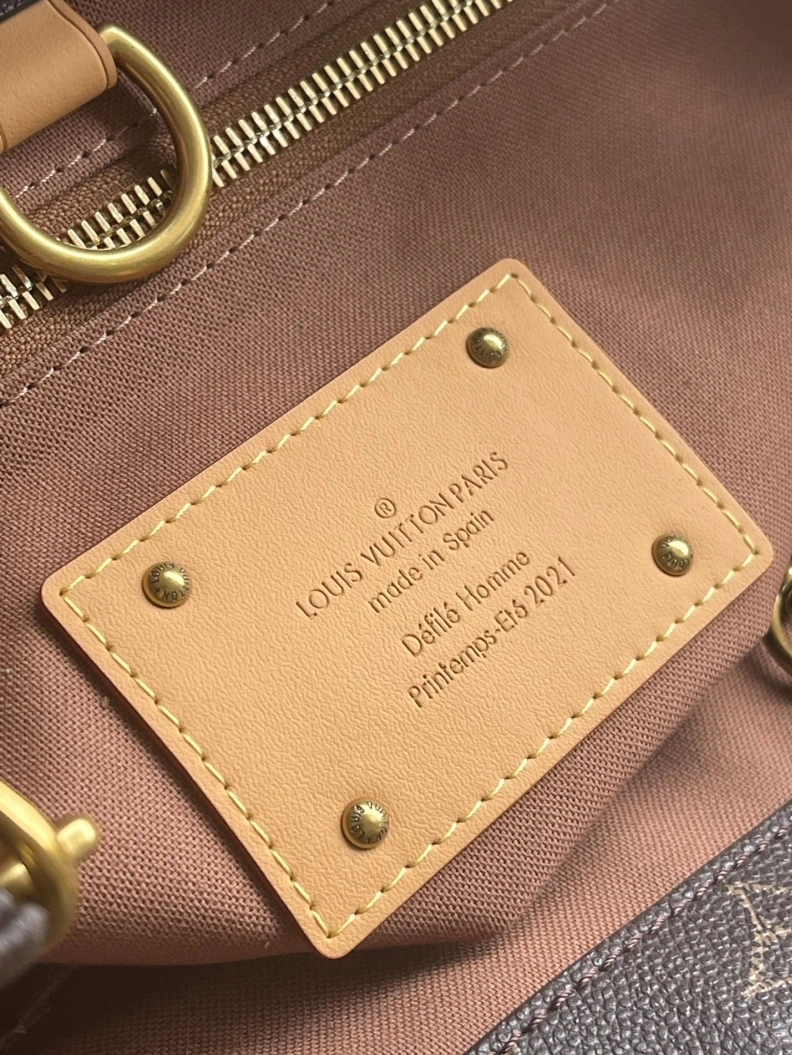 ®
LOUIS VUITTON PARIS
made in Spain
Défilé Homme
Printemps-Eté 2021